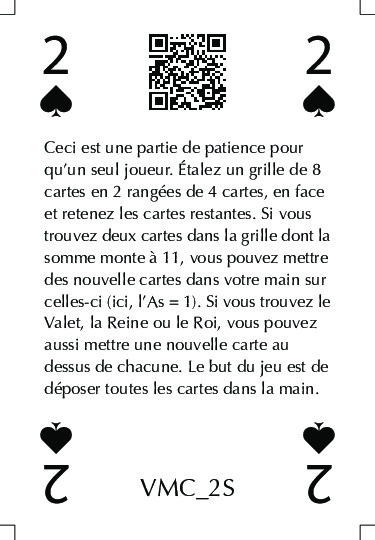 2 2
Ceci est une partie de patience pour
qu'un seul joueur. Étalez un grille de 8
cartes en 2 rangées de 4 cartes, en face
et retenez les cartes restantes. Si vous
trouvez deux cartes dans la grille dont la
somme monte à 11, vous pouvez mettre
des nouvelle cartes dans votre main sur
celles-ci (ici, l'As = 1). Si vous trouvez le
Valet, la Reine ou le Roi, vous pouvez
aussi mettre une nouvelle carte au
dessus de chacune. Le but du jeu est de
déposer toutes les cartes dans la main.
2 VMC_2S 2